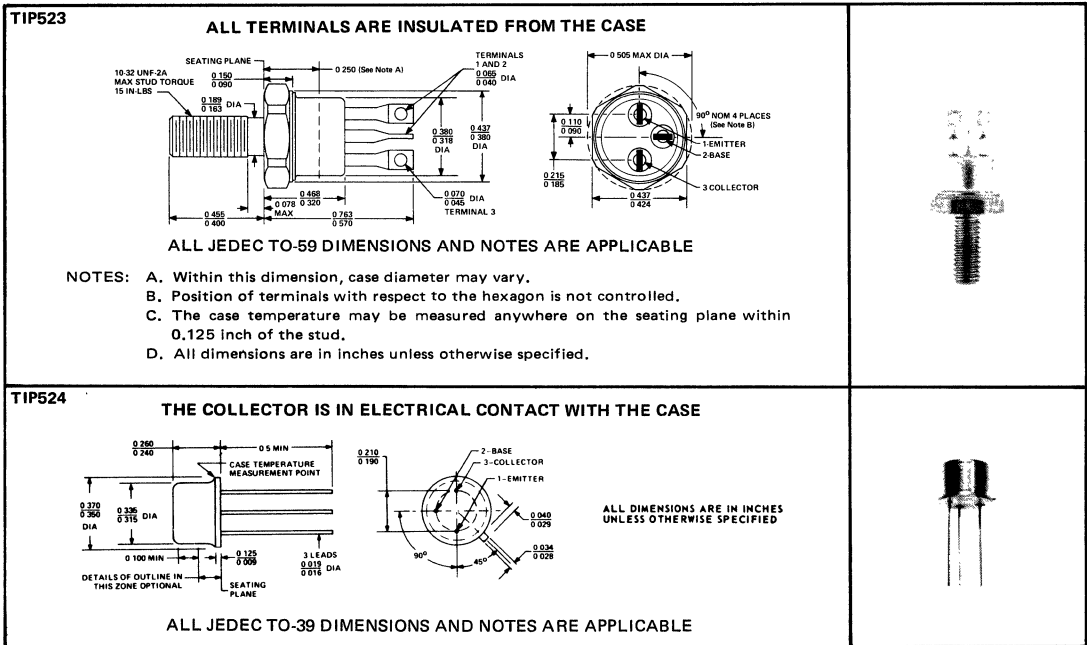 TIP523
ALL TERMINALS ARE INSULATED FROM THE CASE
SEATING PLANE
0 250 (See Note A)
TERMINALS
1 AND 2
0 065
0 040 DIA
10-32 UNF-2A
MAX STUD TORQUE
15 IN-LBS
0 150
0 090
0 189
0 163 DIA
0 380
0 318
DIA
0 437
0 380
DIA
0 070
0 045 DIA
TERMINAL 3
0 468
0 320
0 078
MAX
0 455
0 400
0 763
0 570
0 505 MAX DIA
90° NOM 4 PLACES
(See Note B)
0 110
0 090
1-EMITTER
2-BASE
0 215
0 185
3 COLLECTOR
0 437
0 424
ALL JEDEC TO-59 DIMENSIONS AND NOTES ARE APPLICABLE
NOTES: A. Within this dimension, case diameter may vary.
B. Position of terminals with respect to the hexagon is not controlled.
C. The case temperature may be measured anywhere on the seating plane within
0.125 inch of the stud.
D. All dimensions are in inches unless otherwise specified.
TIP524
THE COLLECTOR IS IN ELECTRICAL CONTACT WITH THE CASE
0 260
0 240
0 5 MIN
CASE TEMPERATURE
MEASUREMENT POINT
0 370
0 350
DIA
0 335
0 315 DIA
0 100 MIN
0 125
0 009
3 LEADS
0 019
0 016 DIA
DETAILS OF OUTLINE IN
THIS ZONE OPTIONAL
SEATING
PLANE
0 210
0 190
2-BASE
3-COLLECTOR
1-EMITTER
0 040
0 029
0 034
0 028
90°
45°
ALL DIMENSIONS ARE IN INCHES
UNLESS OTHERWISE SPECIFIED
ALL JEDEC TO-39 DIMENSIONS AND NOTES ARE APPLICABLE